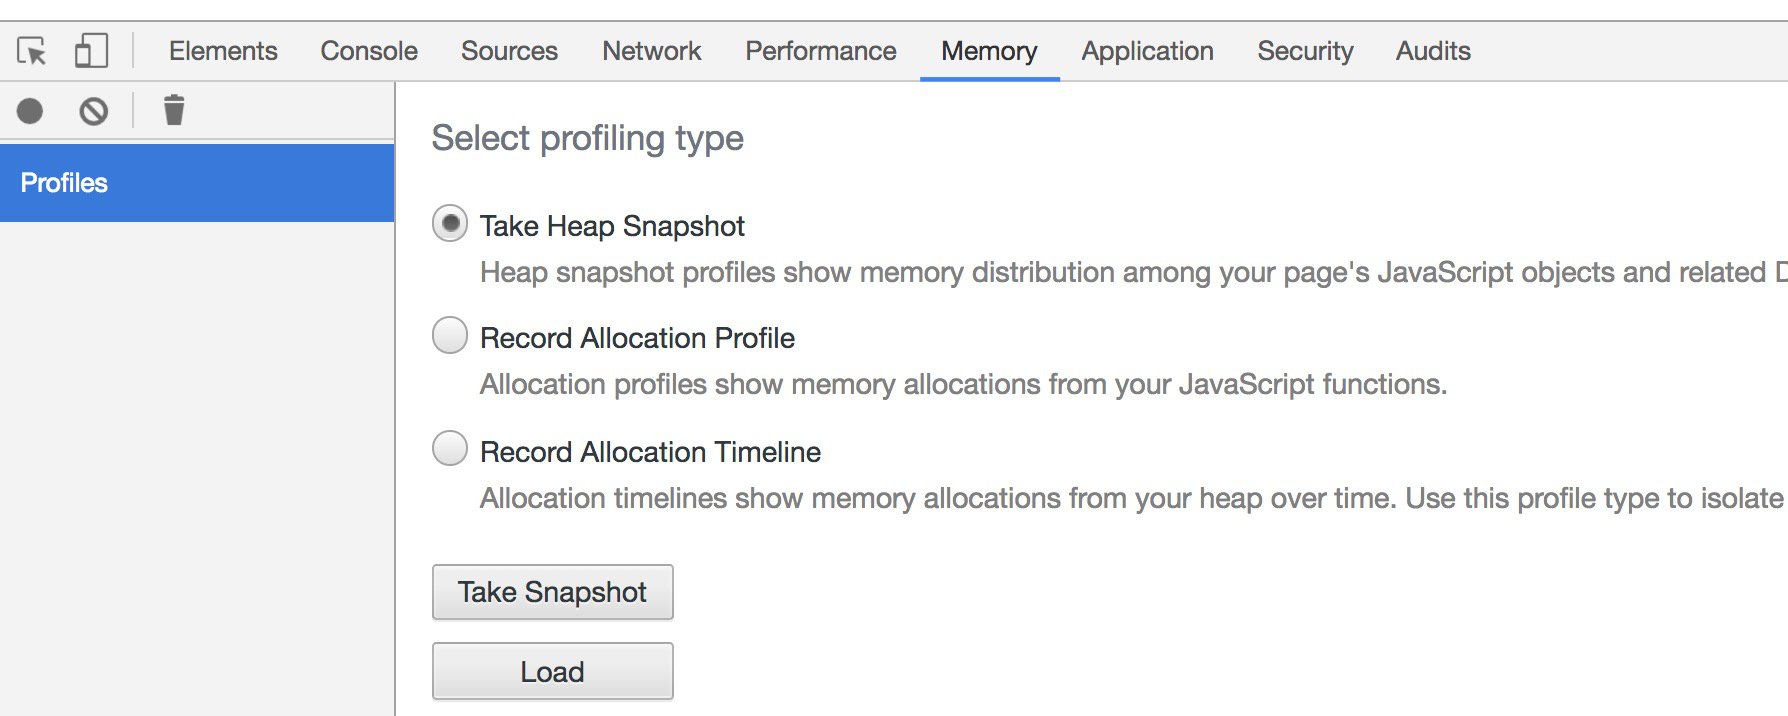 Elements Console Sources Network Performance Memory Application Security Audits
Profiles
Select profiling type
Take Heap Snapshot
Heap snapshot profiles show memory distribution among your page's JavaScript objects and related
Record Allocation Profile
Allocation profiles show memory allocations from your JavaScript functions.
Record Allocation Timeline
Allocation timelines show memory allocations from your heap over time. Use this profile type to isolate
Take Snapshot
Load